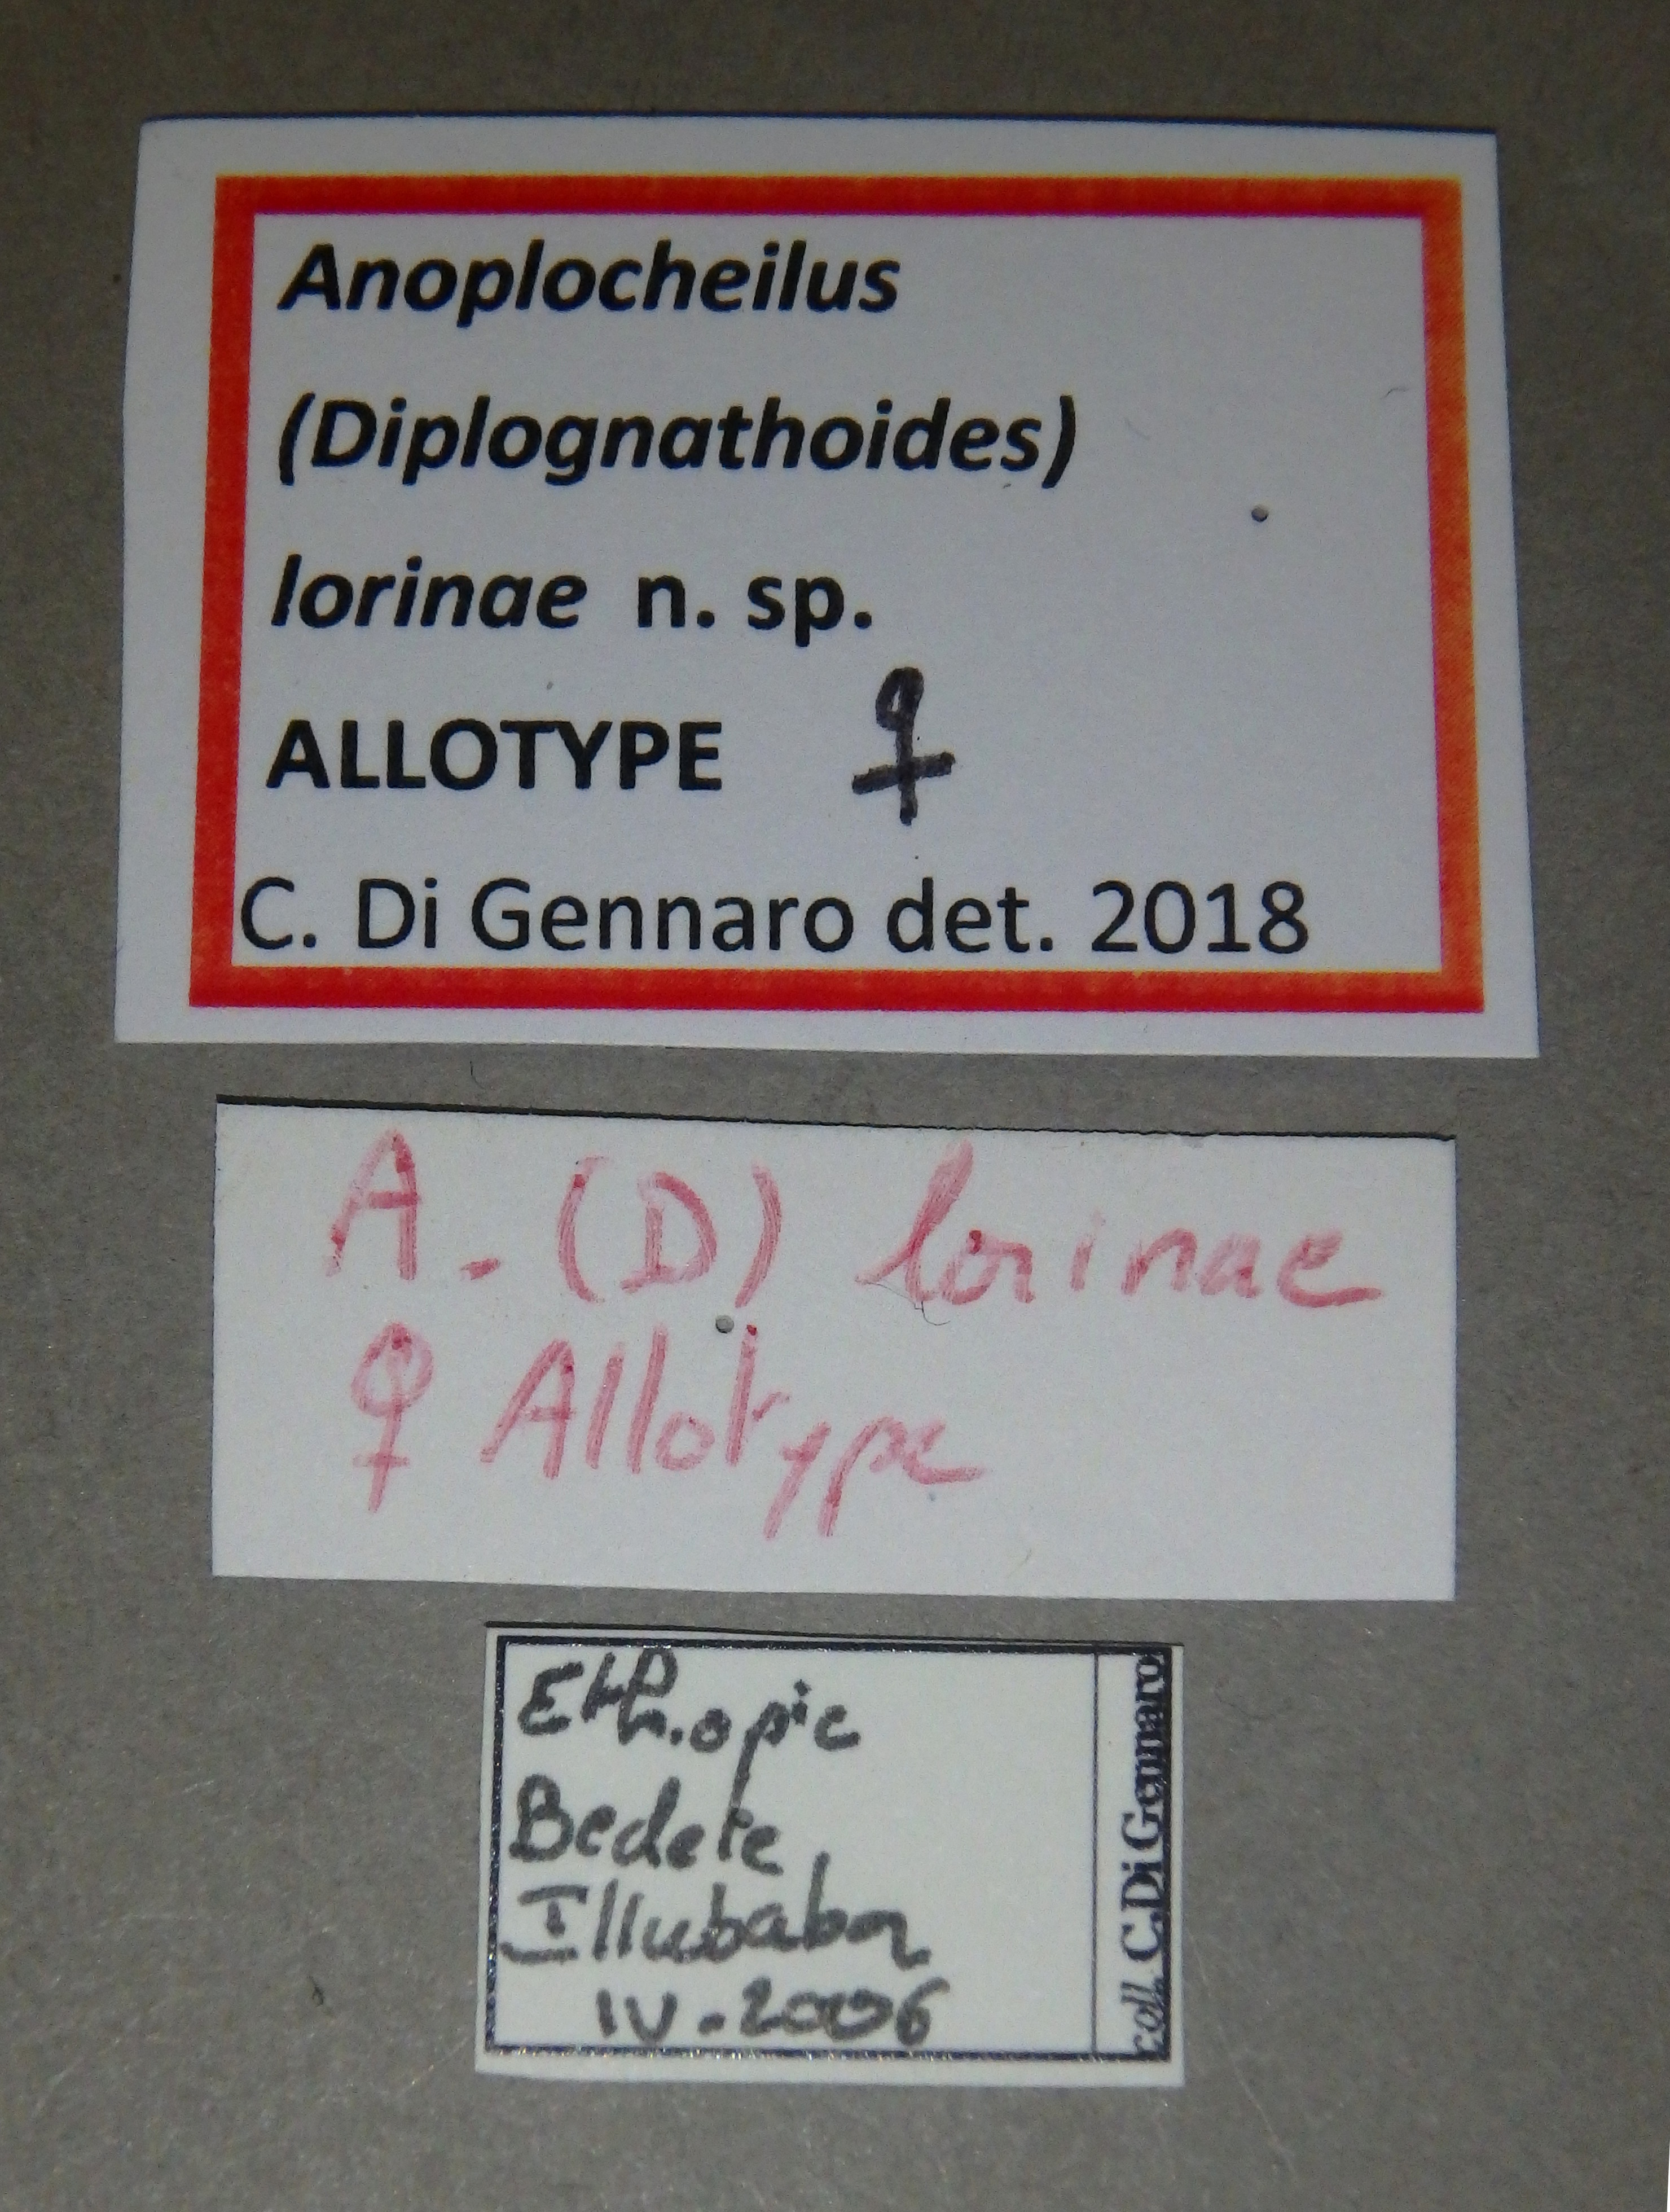 Anoplocheilus
(Diplognathoides)
lorinae n. sp.
ALLOTYPE ♀
C. Di Gennaro det. 2018
A. (D) lorinae
♀ Allotype
Ethiopie
Bedele
Illubabor
IV-2006
coll. C.Di Gennaro